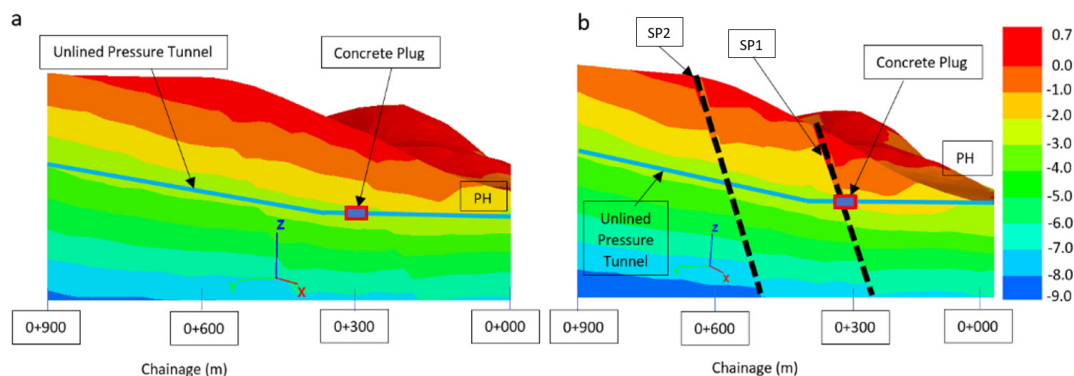 a
Unlined Pressure Tunnel
Concrete Plug
PH
Z
Y
X
0+900
0+600
0+300
0+000
Chainage (m)
b
SP2
SP1
Concrete Plug
PH
Unlined
Pressure
Tunnel
Z
Y
X
0+900
0+600
0+300
0+000
Chainage (m)
0.7
0.0
-1.0
-2.0
-3.0
-4.0
-5.0
-6.0
-7.0
-8.0
-9.0